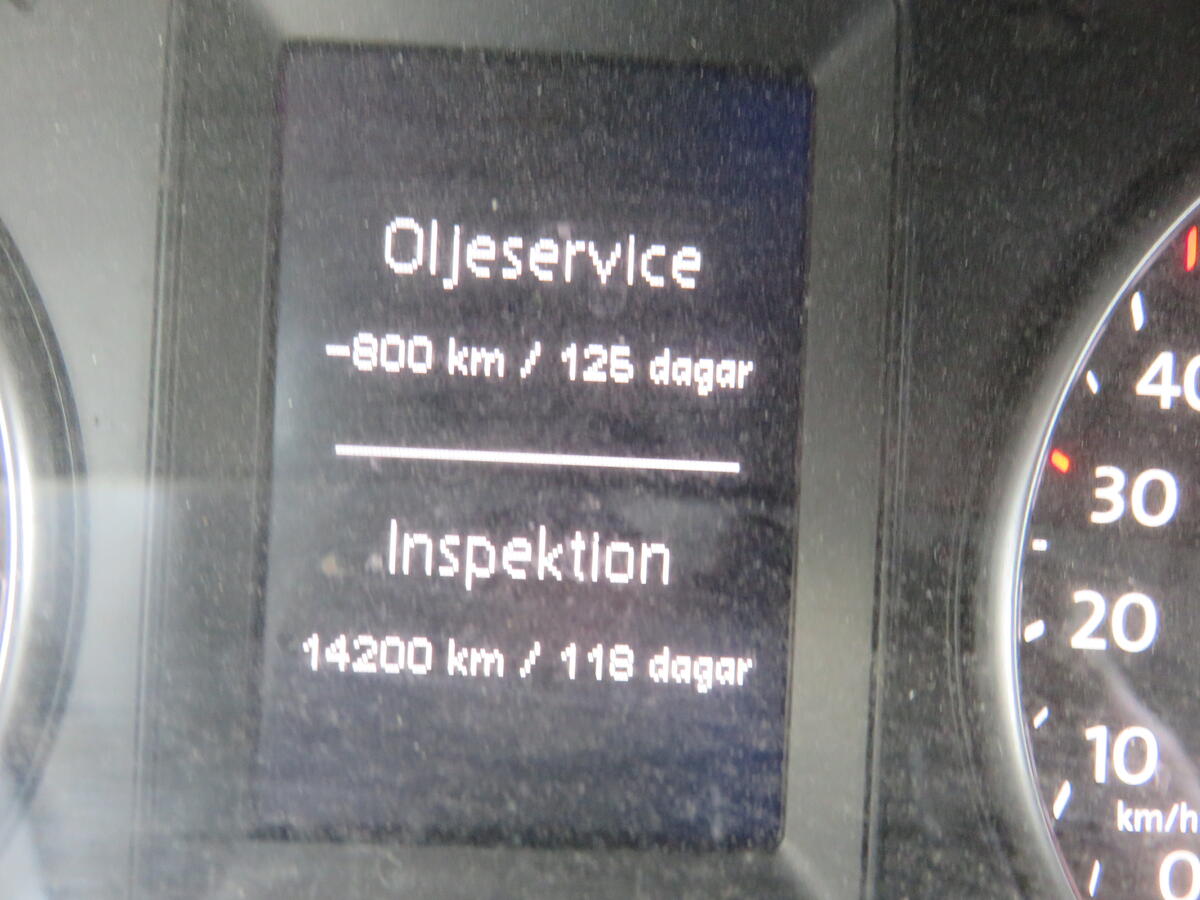 Oljeservice
-800 km / 125 dagar
Inspektion
14200 km / 118 dagar
40
30
20
10
km/h
0